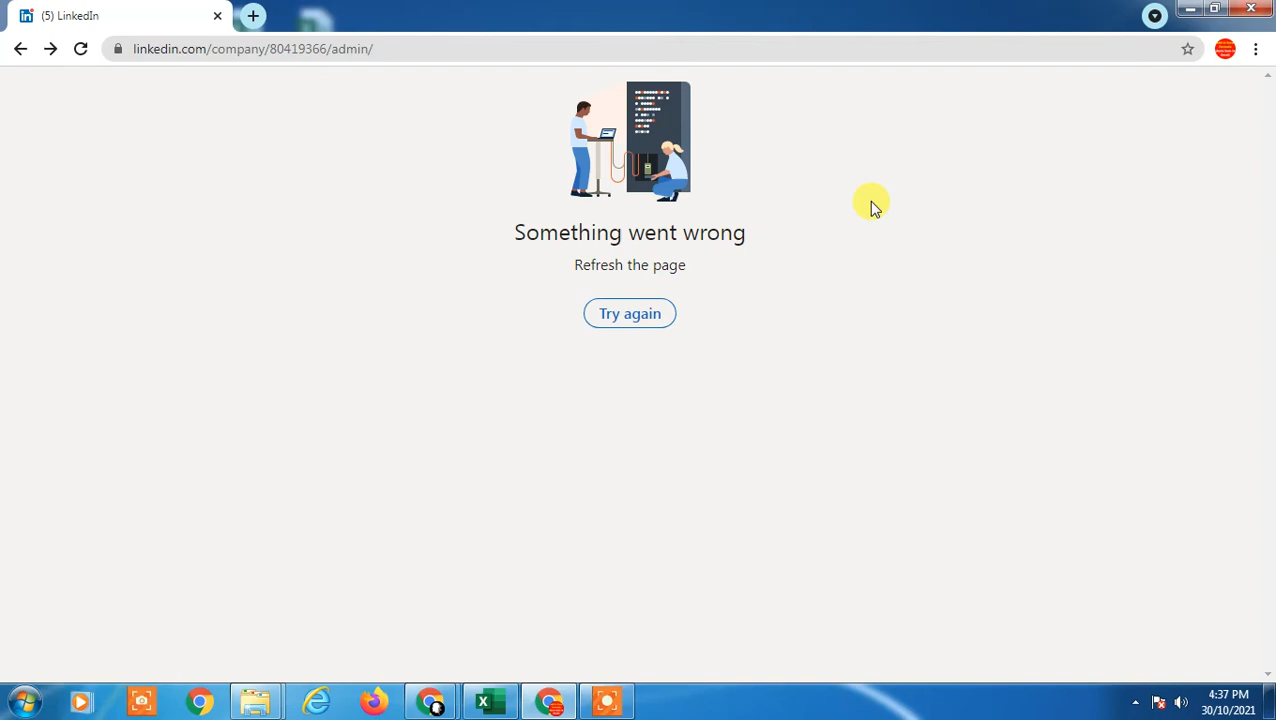 (5) LinkedIn
linkedin.com/company/80419366/admin/
Something went wrong
Refresh the page
Try again
4:37 PM
30/10/2021